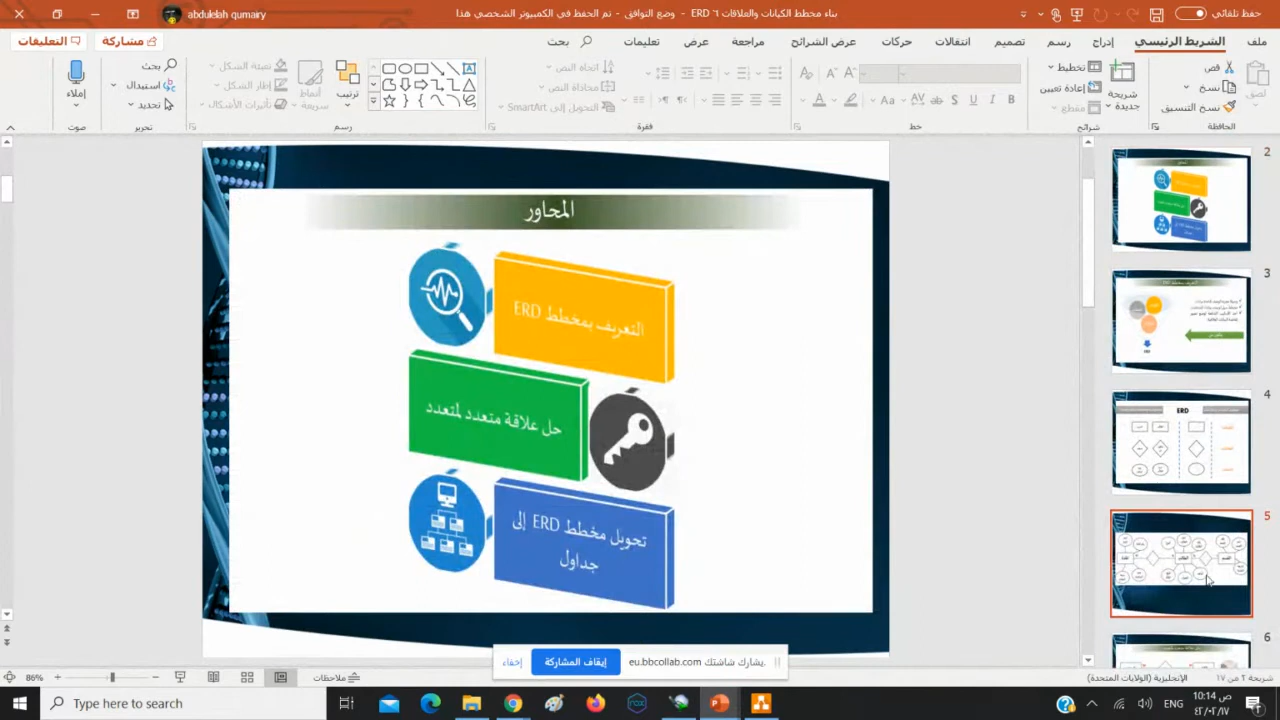 حفظ تلقائي
بناء مخطط الكيانات والعلاقات ERD ٦ - وضع التوافق - تم الحفظ في الكمبيوتر الشخصي هذا
abdulelah qumairy
ملف
الشريط الرئيسي
إدراج
رسم
تصميم
انتقالات
حركات
عرض الشرائح
مراجعة
عرض
تعليمات
بحث
مشاركة
التعليقات
لصق
قص
نسخ
نسخ التنسيق
الحافظة
شريحة جديدة
تخطيط
إعادة تعيين
مقطع
شرائح
خط
اتجاه النص
محاذاة النص
التحويل إلى SmartArt
فقرة
ترتيب
أنماط سريعة
تعبئة الشكل
إطار الشكل
تأثيرات الأشكال
رسم
بحث
استبدال
تحديد
تحرير
إملاء
صوت
المحاور
التعريف بمخطط ERD
حل علاقة متعدد لمتعدد
تحويل مخطط ERD إلى
جداول
2
3
4
ERD
5
6
يشارك شاشتك eu.bbcollab.com.
إيقاف المشاركة
إخفاء
شريحة 1 من ١٧
الإنجليزية (الولايات المتحدة)
ملاحظات
86%
Type here to search
ENG
10:14 ص